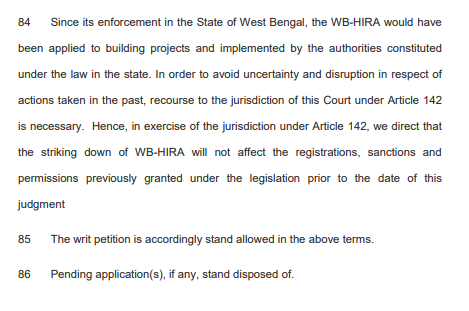 84 Since its enforcement in the State of West Bengal, the WB-HIRA would have
been applied to building projects and implemented by the authorities constituted
under the law in the state. In order to avoid uncertainty and disruption in respect of
actions taken in the past, recourse to the jurisdiction of this Court under Article 142
is necessary. Hence, in exercise of the jurisdiction under Article 142, we direct that
the striking down of WB-HIRA will not affect the registrations, sanctions and
permissions previously granted under the legislation prior to the date of this
judgment
85 The writ petition is accordingly stand allowed in the above terms.
86 Pending application(s), if any, stand disposed of.